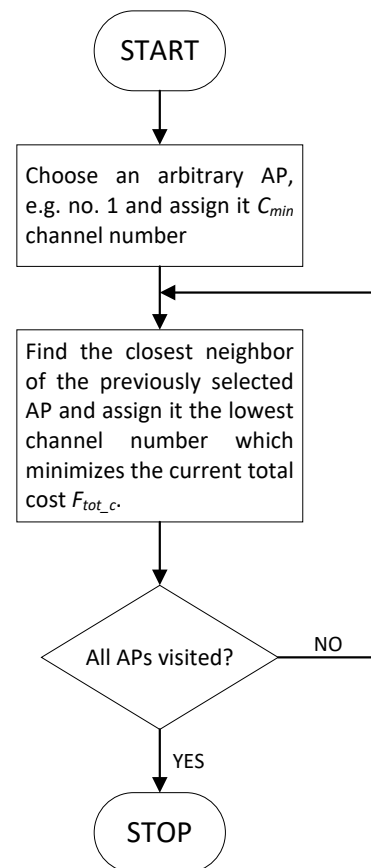 START
Choose an arbitrary AP,
e.g. no. 1 and assign it Cmin
channel number
Find the closest neighbor
of the previously selected
AP and assign it the lowest
channel number which
minimizes the current total
cost Ftot_c.
All APs visited?
NO
YES
STOP